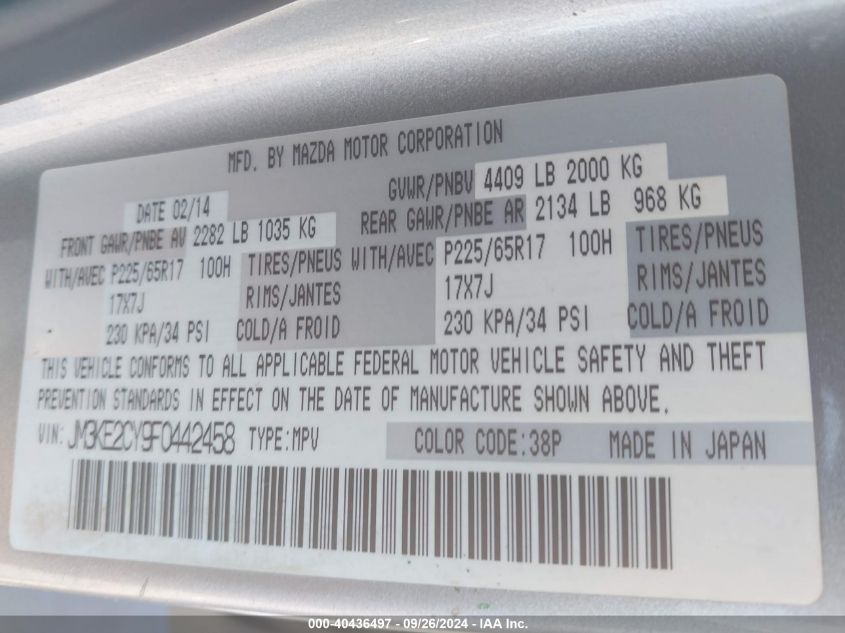 MFD. BY MAZDA MOTOR CORPORATION
DATE 02/14 GVWR/PNBV 4409 LB 2000 KG
FRONT GAWR/PNBE AV 2282 LB 1035 KG REAR GAWR/PNBE AR 2134 LB 968 KG
WITH/AVEC P225/65R17 100H TIRES/PNEUS WITH/AVEC P225/65R17 100H TIRES/PNEUS
17X7J RIMS/JANTES 17X7J RIMS/JANTES
230 KPA/34 PSI COLD/A FROID 230 KPA/34 PSI COLD/A FROID
THIS VEHICLE CONFORMS TO ALL APPLICABLE FEDERAL MOTOR VEHICLE SAFETY AND THEFT
PREVENTION STANDARDS IN EFFECT ON THE DATE OF MANUFACTURE SHOWN ABOVE.
VIN: JM3KE2CY9F0442458 TYPE:MPV COLOR CODE:38P MADE IN JAPAN
000-40436497 - 09/26/2024 - IAA Inc.